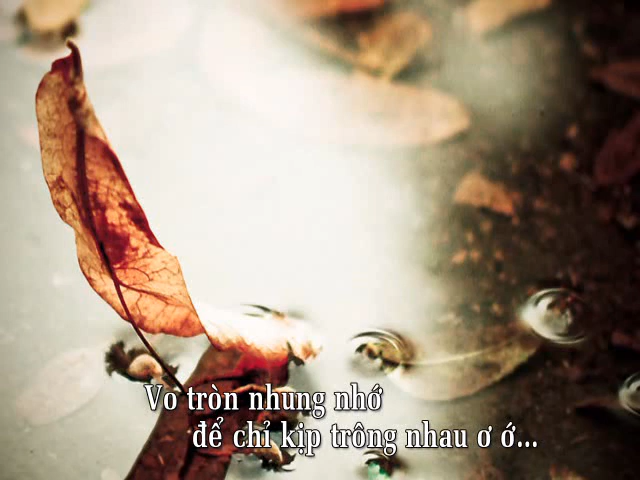 Vo tròn nhung nhớ
để chỉ kịp trông nhau ơ ớ...